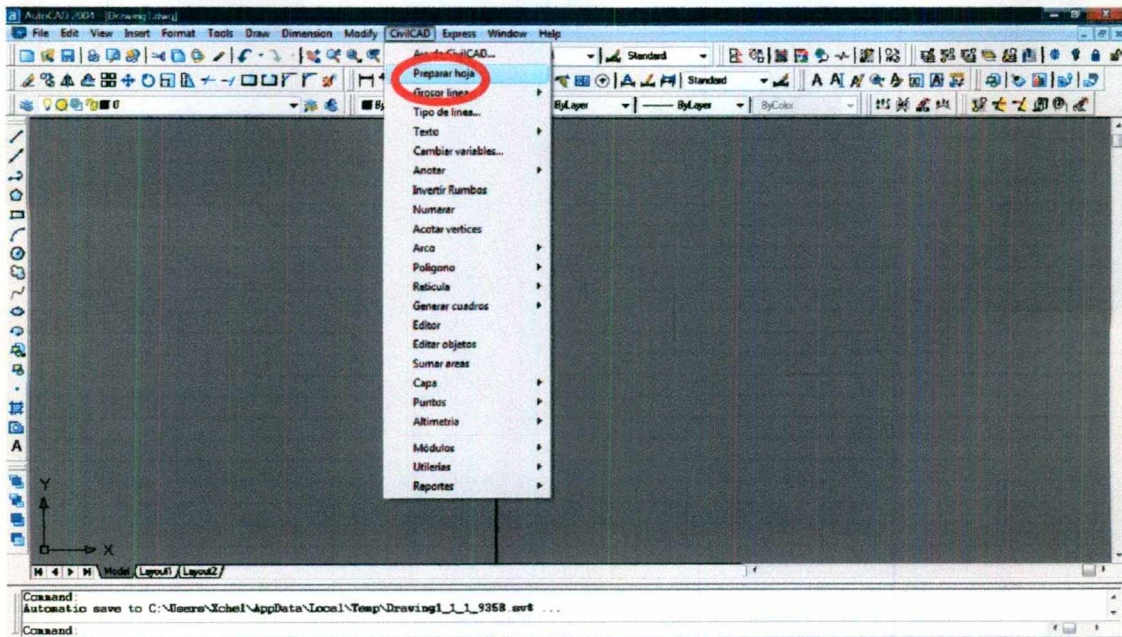 AutoCAD 2004 - [Drawing1.dwg]
File Edit View Insert Format Tools Draw Dimension Modify CivilCAD Express Window Help
Standard
Preparar hoja
Standard
Grosor linea
0
ByLayer
ByLayer
ByColor
Tipo de linea...
Texto
Cambiar variables...
Anotar
Invertir Rumbos
Numerar
Acotar vertices
Arco
Poligono
Reticula
Generar cuadros
Editor
Editar objetos
Sumar areas
Capa
Puntos
Altimetria
Módulos
Utilerias
Reportes
A
Y
X
Model Layout1 Layout2
Command:
Automatic save to C:\Users\Xchel\AppData\Local\Temp\Drawing1_1_1_9358.sv$ ...
Command: